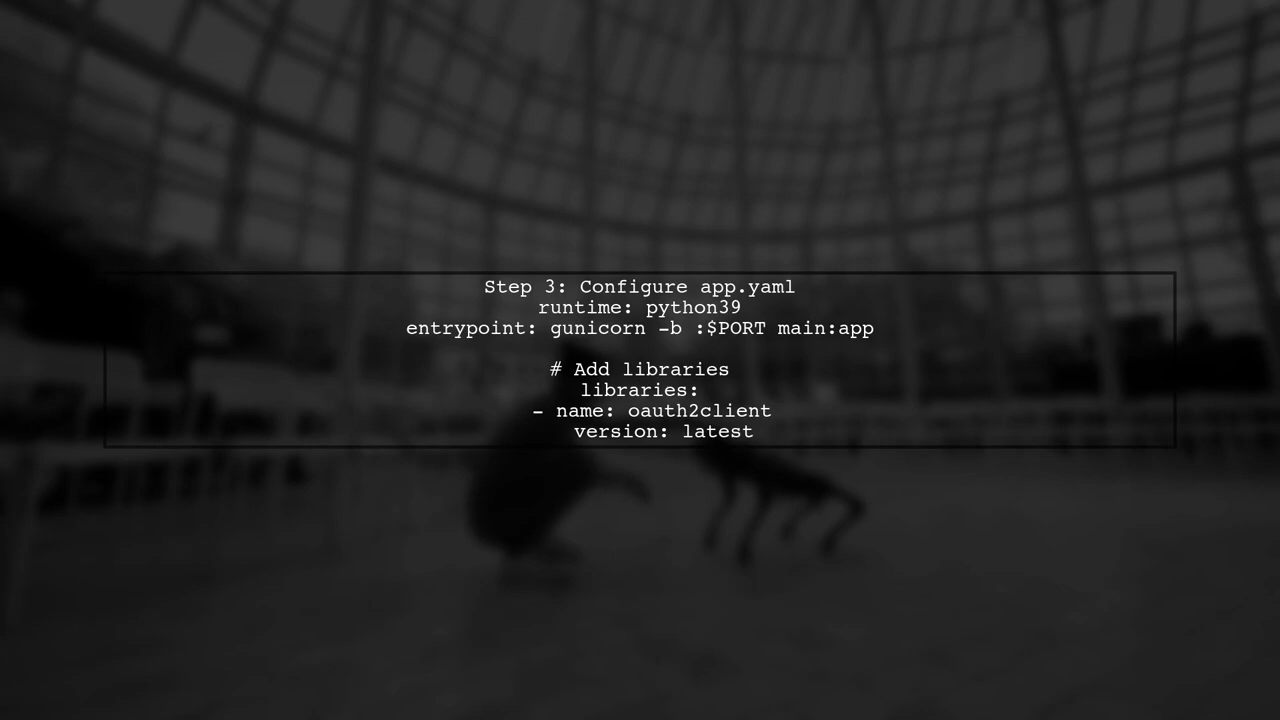 Step 3: Configure app.yaml
runtime: python39
entrypoint: gunicorn -b :$PORT main:app
# Add libraries
libraries:
- name: oauth2client
version: latest